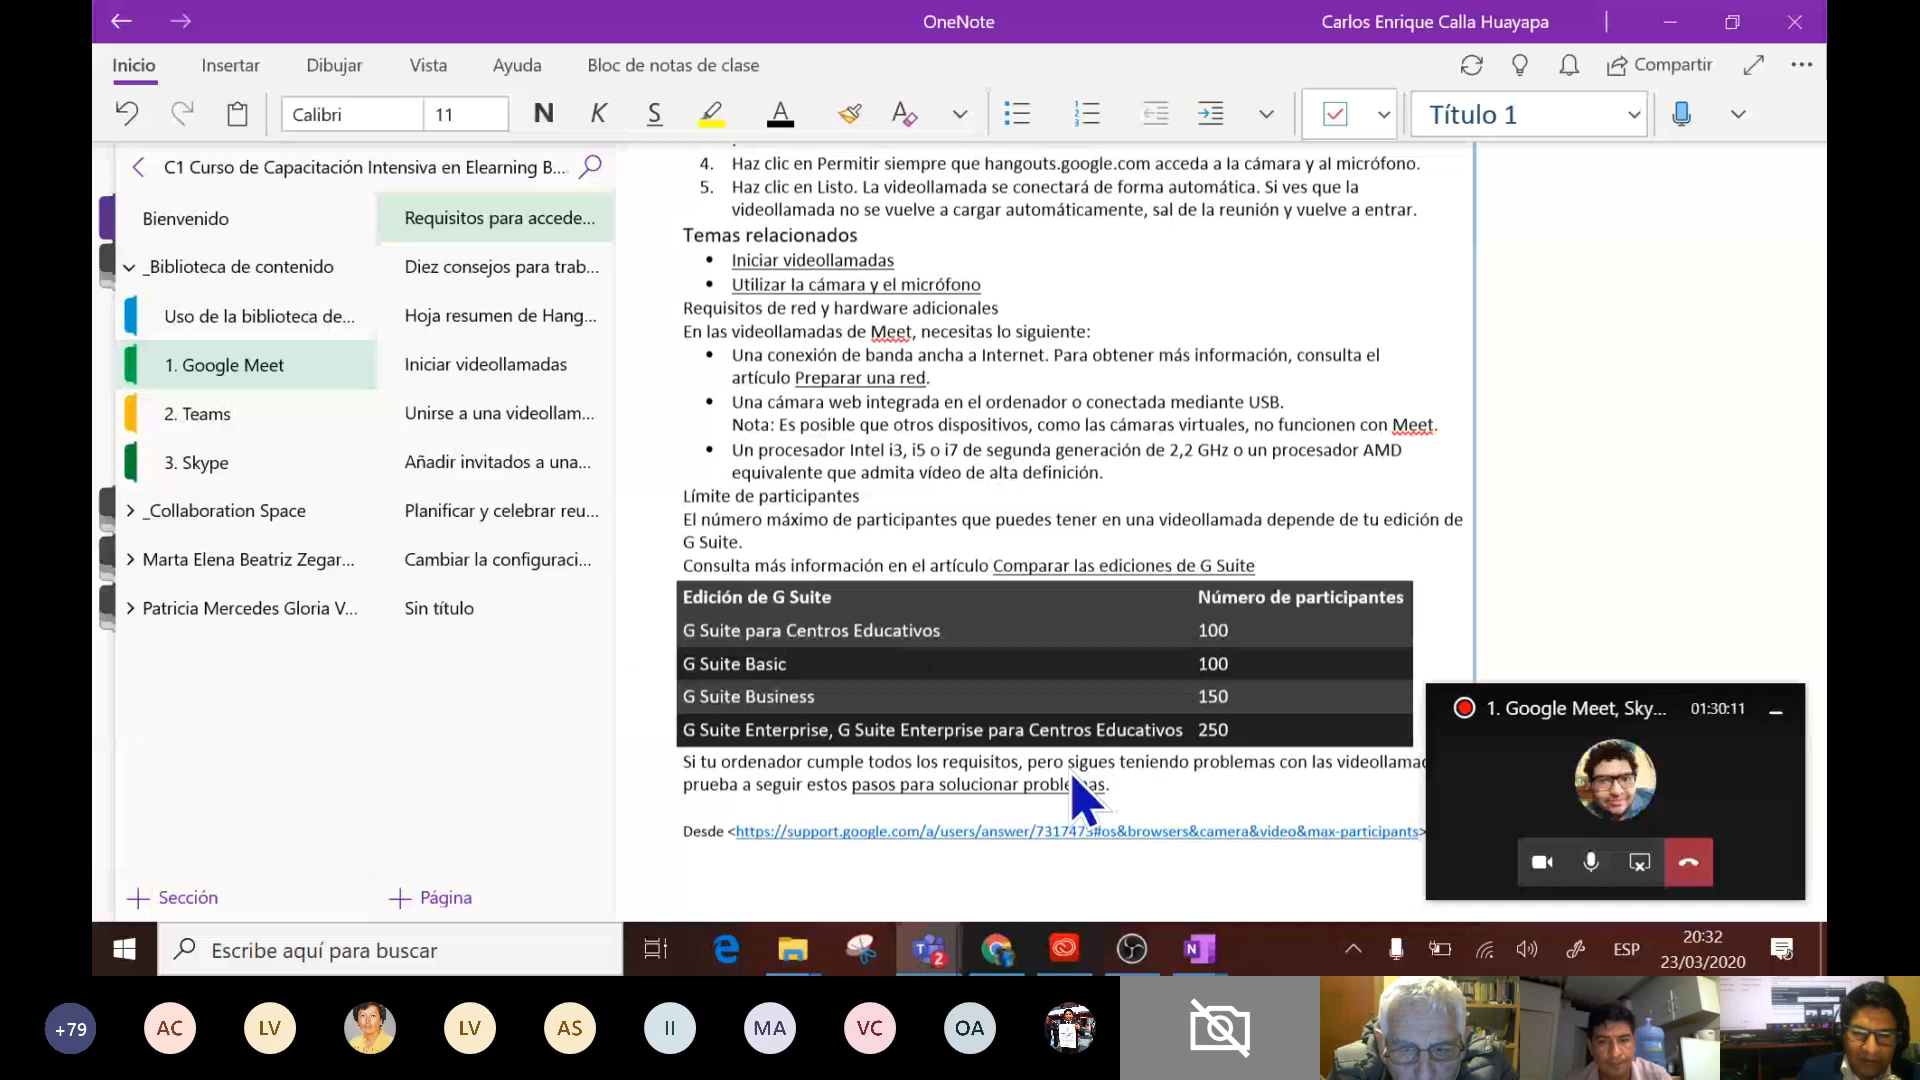 OneNote
Carlos Enrique Calla Huayapa
Inicio
Insertar
Dibujar
Vista
Ayuda
Bloc de notas de clase
Compartir
Calibri
11
N
K
S
A
A
Título 1
C1 Curso de Capacitación Intensiva en Elearning B...
Bienvenido
_Biblioteca de contenido
Uso de la biblioteca de...
1. Google Meet
2. Teams
3. Skype
_Collaboration Space
Marta Elena Beatriz Zegar...
Patricia Mercedes Gloria V...
Sección
Requisitos para accede...
Diez consejos para trab...
Hoja resumen de Hang...
Iniciar videollamadas
Unirse a una videollam...
Añadir invitados a una...
Planificar y celebrar reu...
Cambiar la configuraci...
Sin título
Página
4. Haz clic en Permitir siempre que hangouts.google.com acceda a la cámara y al micrófono.
5. Haz clic en Listo. La videollamada se conectará de forma automática. Si ves que la
videollamada no se vuelve a cargar automáticamente, sal de la reunión y vuelve a entrar.
Temas relacionados
• Iniciar videollamadas
• Utilizar la cámara y el micrófono
Requisitos de red y hardware adicionales
En las videollamadas de Meet, necesitas lo siguiente:
• Una conexión de banda ancha a Internet. Para obtener más información, consulta el
artículo Preparar una red.
• Una cámara web integrada en el ordenador o conectada mediante USB.
Nota: Es posible que otros dispositivos, como las cámaras virtuales, no funcionen con Meet.
• Un procesador Intel i3, i5 o i7 de segunda generación de 2,2 GHz o un procesador AMD
equivalente que admita vídeo de alta definición.
Límite de participantes
El número máximo de participantes que puedes tener en una videollamada depende de tu edición de
G Suite.
Consulta más información en el artículo Comparar las ediciones de G Suite
Edición de G Suite Número de participantes
G Suite para Centros Educativos 100
G Suite Basic 100
G Suite Business 150
G Suite Enterprise, G Suite Enterprise para Centros Educativos 250
Si tu ordenador cumple todos los requisitos, pero sigues teniendo problemas con las videollamad
prueba a seguir estos pasos para solucionar problemas.
Desde <https://support.google.com/a/users/answer/7317473#os&browsers&camera&video&max-participants>
1. Google Meet, Sky...
01:30:11
Escribe aquí para buscar
2
ESP
20:32
23/03/2020
+79
AC
LV
LV
AS
II
MA
VC
OA